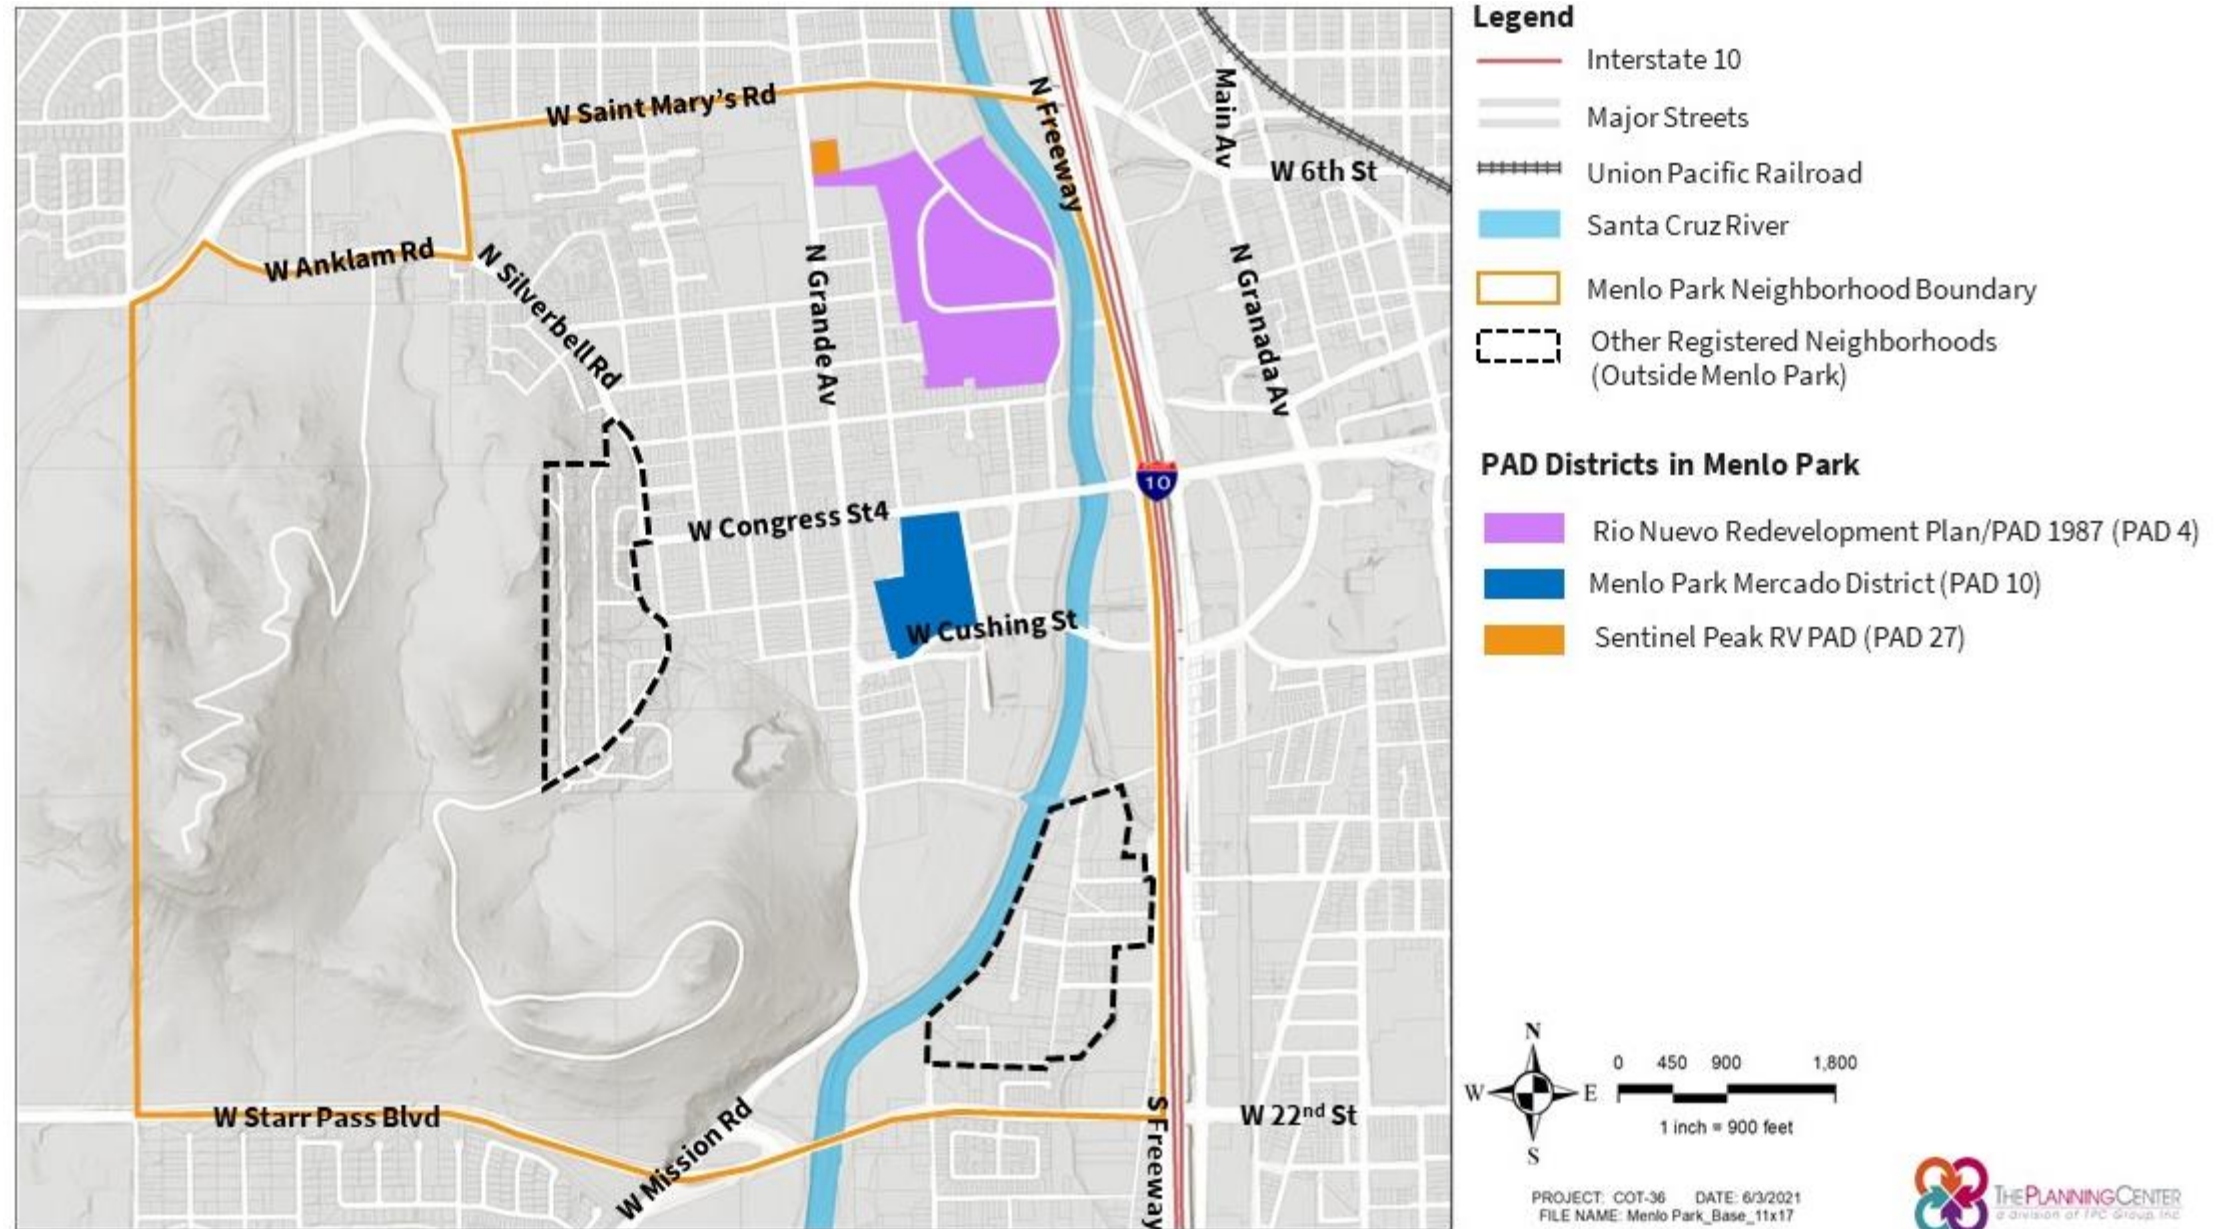 W Saint Mary's Rd
N Freeway
Main Av
W 6th St
W Anklam Rd
N Silverbell Rd
N Grande Av
N Granada Av
10
W Congress St4
W Cushing St
W Starr Pass Blvd
W Mission Rd
S Freeway
W 22nd St
Legend
Interstate 10
Major Streets
Union Pacific Railroad
Santa Cruz River
Menlo Park Neighborhood Boundary
Other Registered Neighborhoods
(Outside Menlo Park)
PAD Districts in Menlo Park
Rio Nuevo Redevelopment Plan/PAD 1987 (PAD 4)
Menlo Park Mercado District (PAD 10)
Sentinel Peak RV PAD (PAD 27)
N
W E
S
0 450 900 1,800
1 inch = 900 feet
PROJECT: COT-36 DATE: 6/3/2021
FILE NAME: Menlo Park_Base_11x17
THE PLANNING CENTER
a division of TPC Group, Inc.